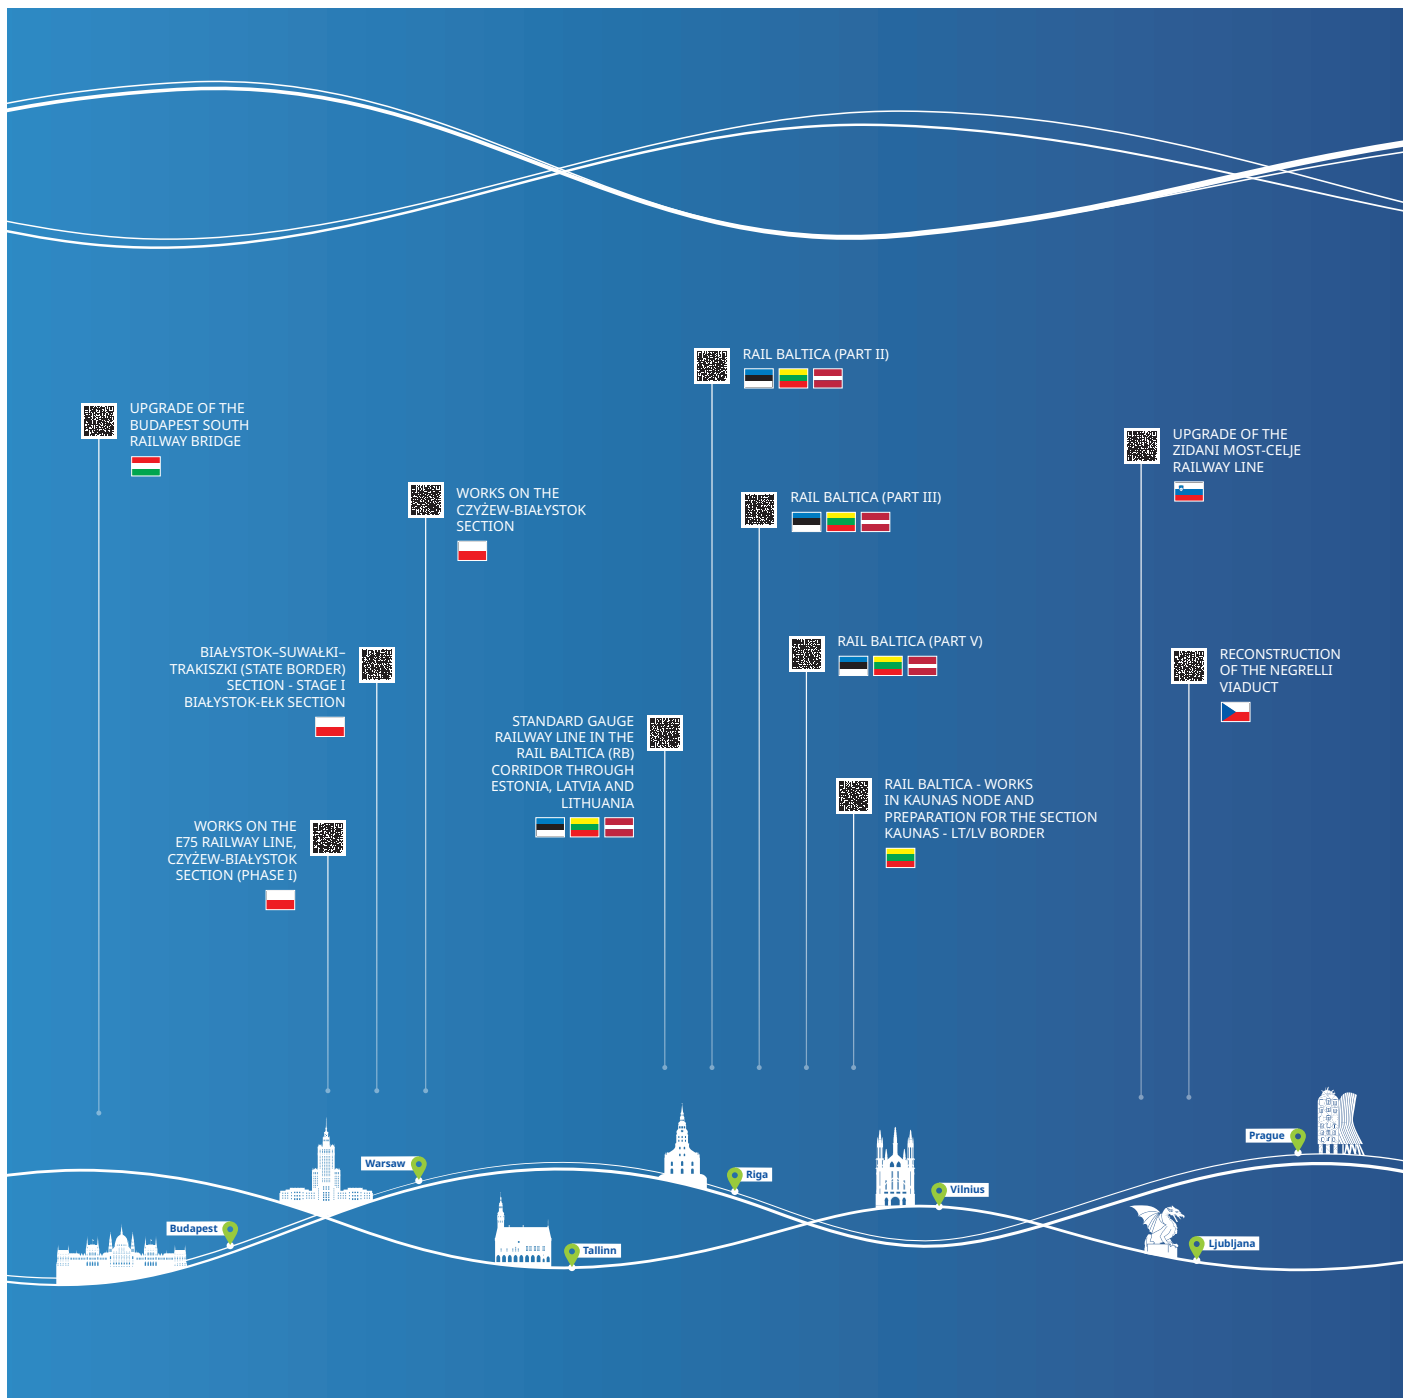 RAIL BALTICA (PART II)
UPGRADE OF THE
BUDAPEST SOUTH
RAILWAY BRIDGE
UPGRADE OF THE
ZIDANI MOST-CELJE
RAILWAY LINE
WORKS ON THE
CZYŻEW-BIAŁYSTOK
SECTION
RAIL BALTICA (PART III)
BIAŁYSTOK–SUWAŁKI–
TRAKISZKI (STATE BORDER)
SECTION - STAGE I
BIAŁYSTOK-EŁK SECTION
RAIL BALTICA (PART V)
RECONSTRUCTION
OF THE NEGRELLI
VIADUCT
STANDARD GAUGE
RAILWAY LINE IN THE
RAIL BALTICA (RB)
CORRIDOR THROUGH
ESTONIA, LATVIA AND
LITHUANIA
RAIL BALTICA - WORKS
IN KAUNAS NODE AND
PREPARATION FOR THE SECTION
KAUNAS - LT/LV BORDER
WORKS ON THE
E75 RAILWAY LINE,
CZYŻEW-BIAŁYSTOK
SECTION (PHASE I)
Budapest
Warsaw
Tallinn
Riga
Vilnius
Ljubljana
Prague